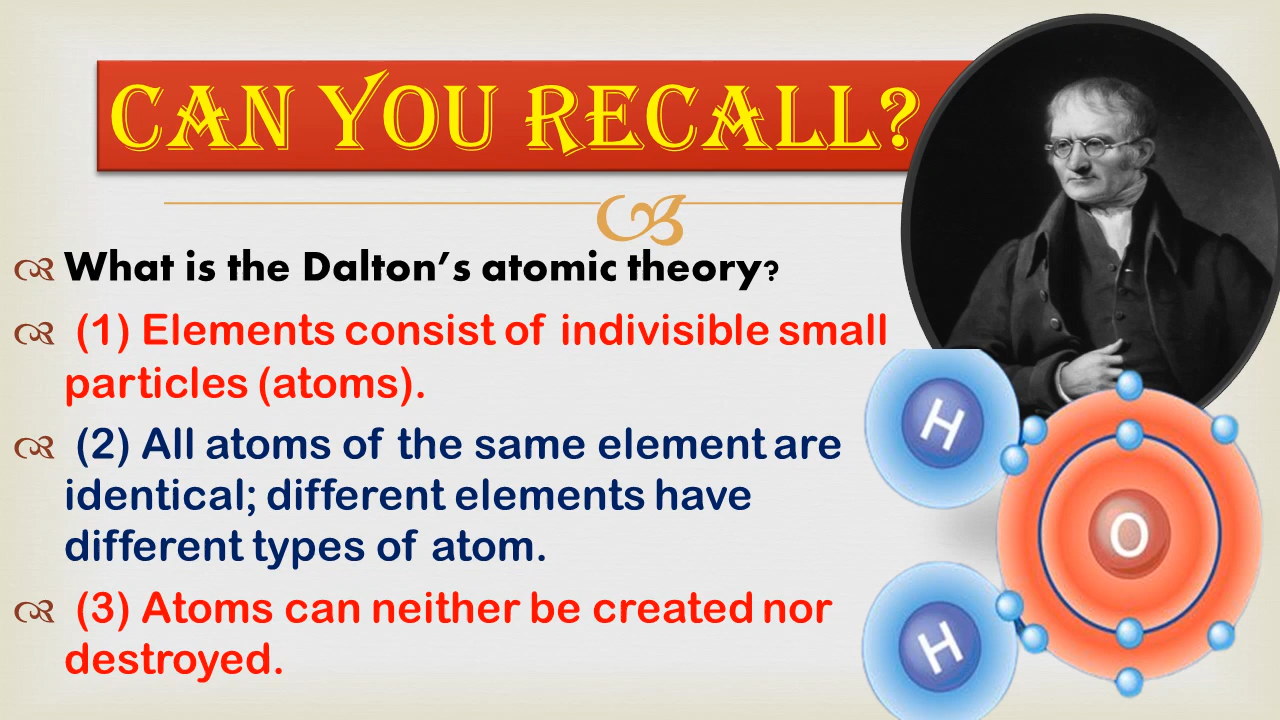 CAN YOU RECALL?
What is the Dalton's atomic theory?
(1) Elements consist of indivisible small
particles (atoms).
(2) All atoms of the same element are
identical; different elements have
different types of atom.
(3) Atoms can neither be created nor
destroyed.
H
O
H